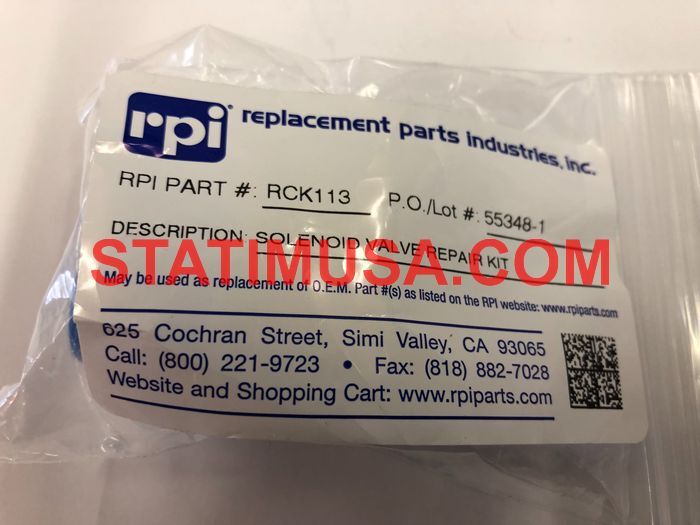 rpi® replacement parts industries, inc.
RPI PART #: RCK113 P.O./Lot #: 55348-1
DESCRIPTION: SOLENOID VALVE REPAIR KIT
STATIMUSA.COM
May be used as replacement of O.E.M. Part #(s) as listed on the RPI website: www.rpiparts.com
625 Cochran Street, Simi Valley, CA 93065
Call: (800) 221-9723 • Fax: (818) 882-7028
Website and Shopping Cart: www.rpiparts.com